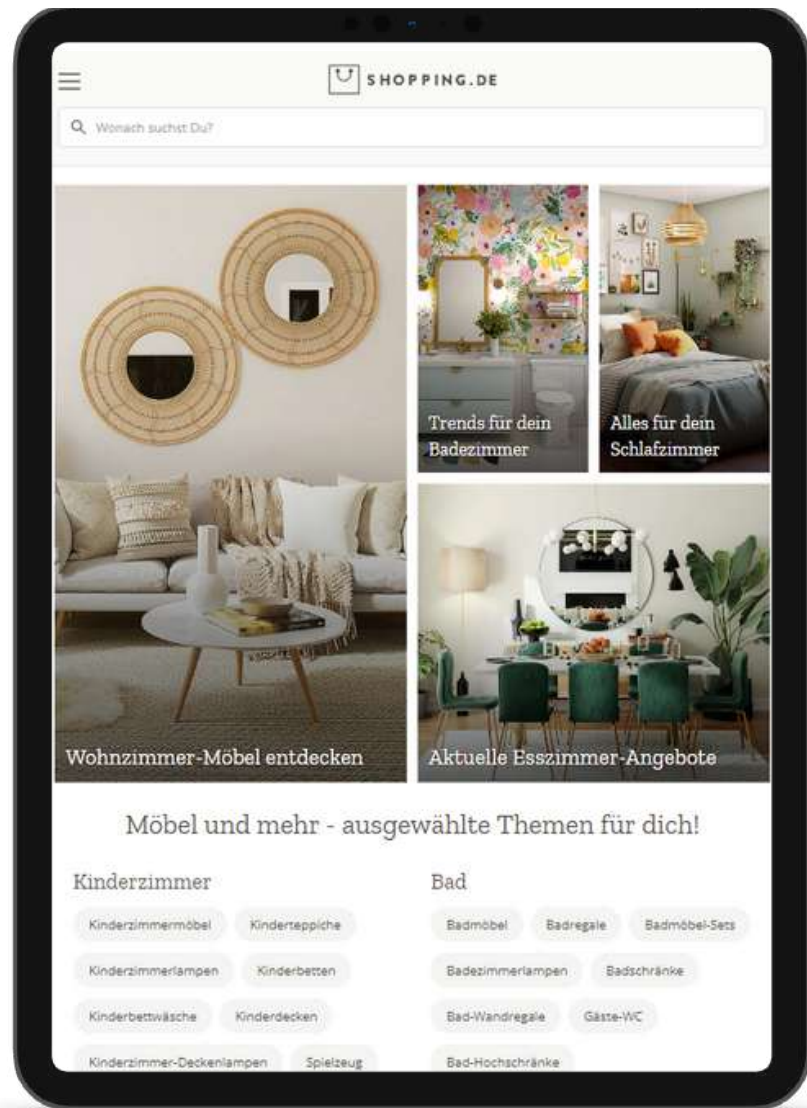 SHOPPING.DE
Wonach suchst Du?
Trends für dein
Badezimmer
Alles für dein
Schlafzimmer
Wohnzimmer-Möbel entdecken
Aktuelle Esszimmer-Angebote
Möbel und mehr - ausgewählte Themen für dich!
Kinderzimmer
Kinderzimmermöbel Kinderteppiche
Kinderzimmerlampen Kinderbetten
Kinderbettwäsche Kinderdecken
Kinderzimmer-Deckenlampen Spielzeug
Bad
Badmöbel Badregale Badmöbel-Sets
Badezimmerlampen Badschränke
Bad-Wandregale Gäste-WC
Bad-Hochschränke